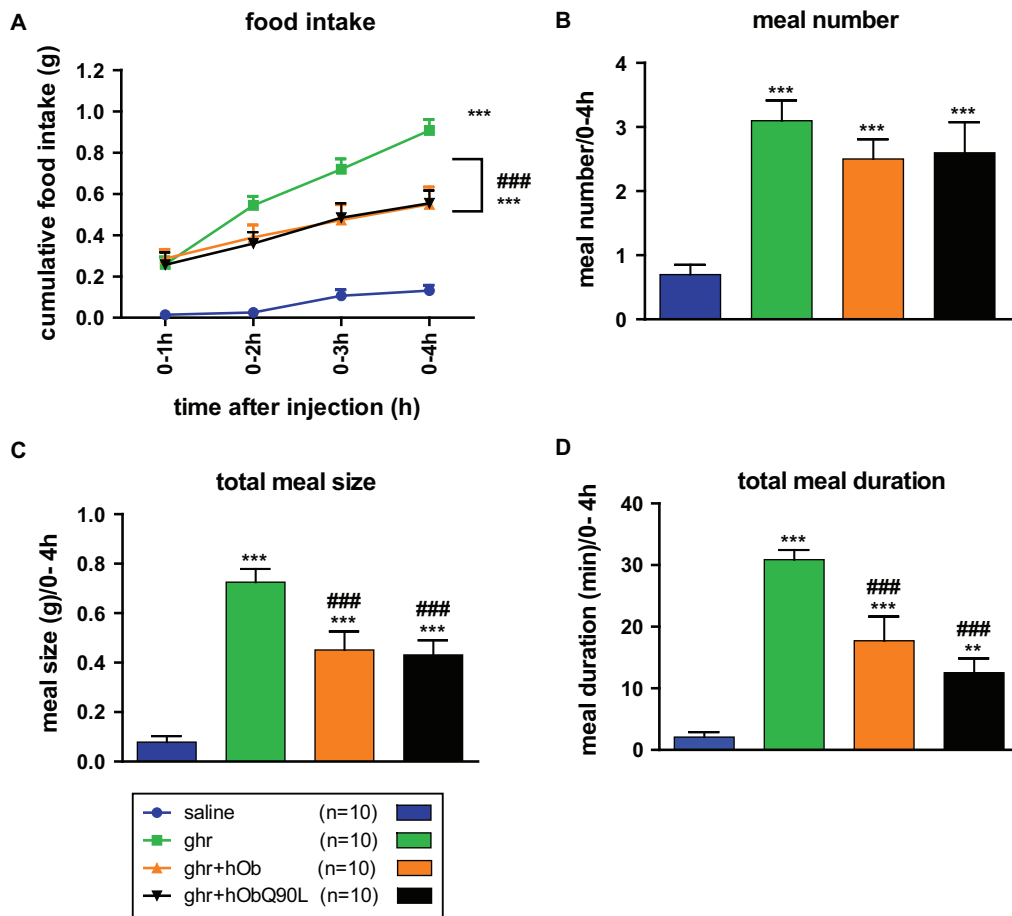 A
food intake
cumulative food intake (g)
1.2
1.0
0.8
0.6
0.4
0.2
0.0
***
###
***
0-1h
0-2h
0-3h
0-4h
time after injection (h)
B
meal number
meal number/0-4h
4
3
2
1
0
***
***
***
C
total meal size
meal size (g)/0- 4h
1.0
0.8
0.6
0.4
0.2
0.0
***
###
***
###
***
D
total meal duration
meal duration (min)/0- 4h
40
30
20
10
0
***
###
***
###
**
saline (n=10)
ghr (n=10)
ghr+hOb (n=10)
ghr+hObQ90L (n=10)